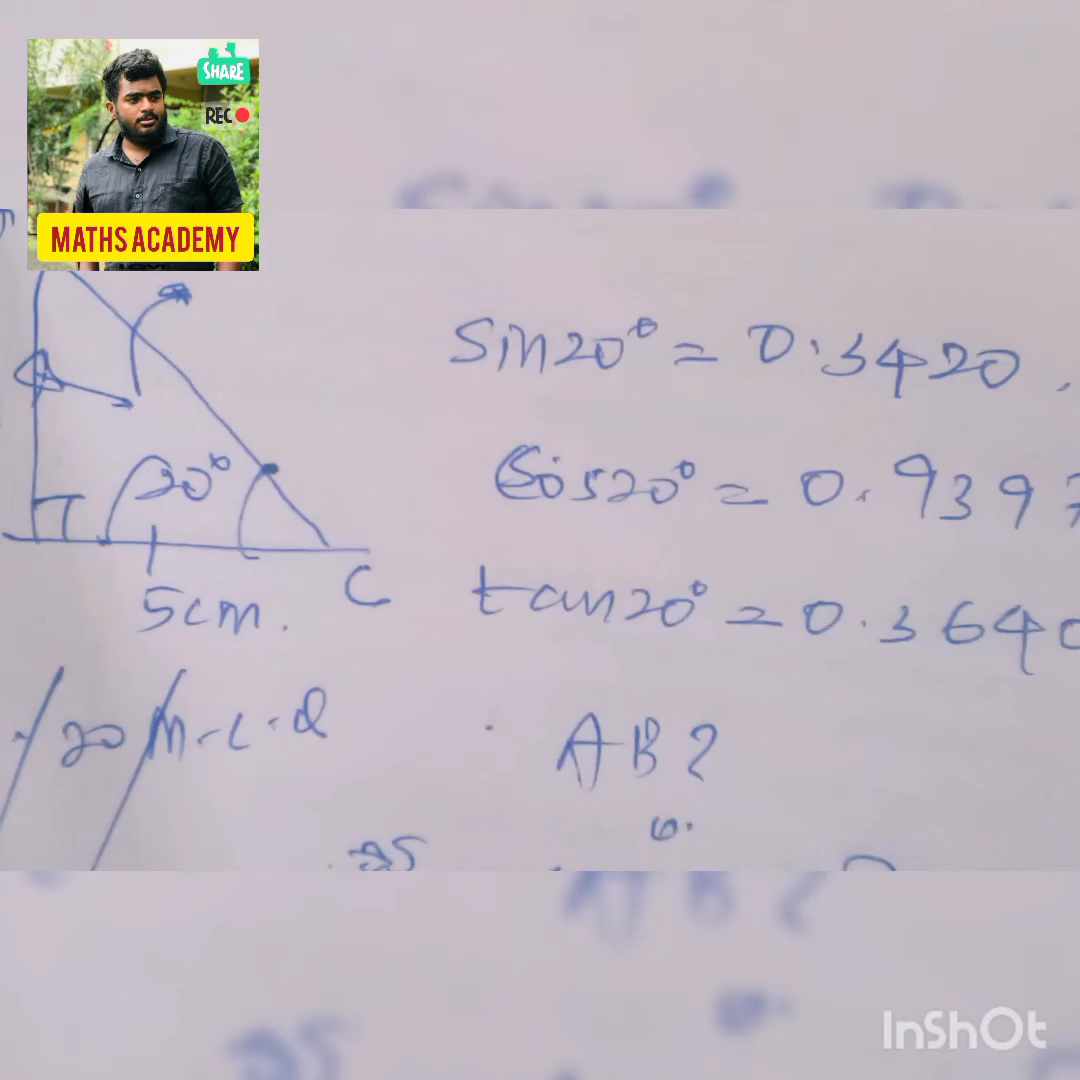 SHARE
REC
MATHS ACADEMY
sin20° = 0.3420
20°
cos20° = 0.9397
5cm. C
tan20° = 0.3640
AB?
InShOt